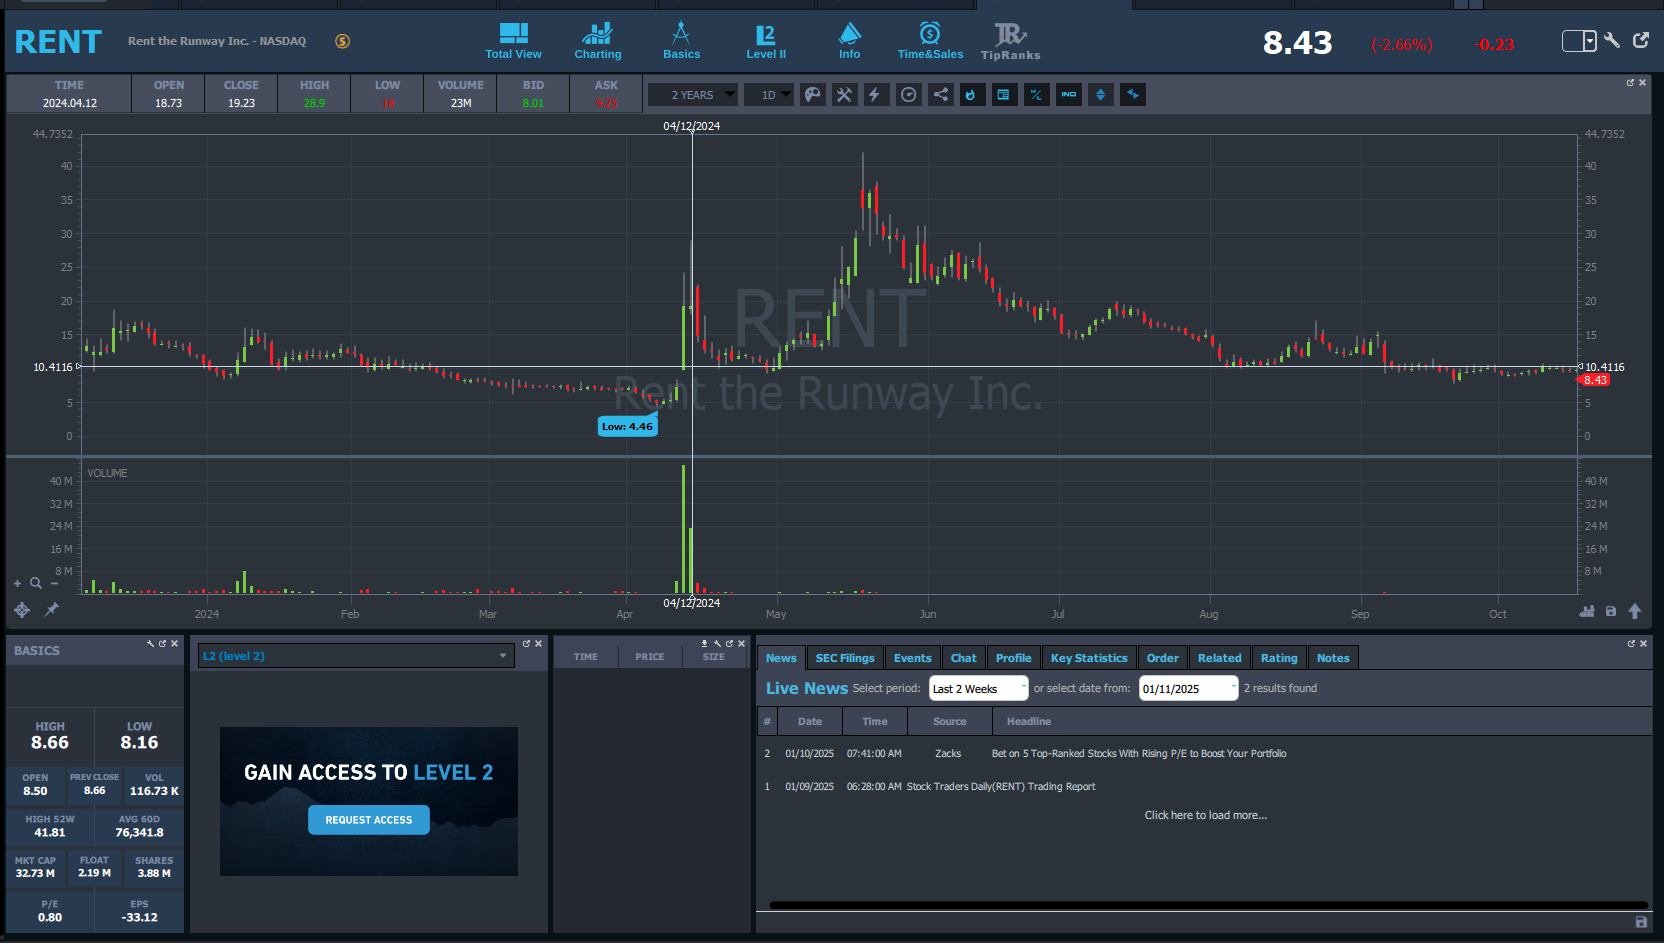 RENT
Rent the Runway Inc. - NASDAQ
Total View
Charting
Basics
L2
Level II
Info
Time&Sales
TR
TipRanks
8.43
(-2.66%)
-0.23
TIME OPEN CLOSE HIGH LOW VOLUME BID ASK
2024.04.12 18.73 19.23 28.9 18 23M 8.01 9.25
2 YEARS 1D
H/L
IND
04/12/2024
44.7352 44.7352
40 40
35 35
30 30
25 25
20 20
15 15
10.4116 10.4116
8.43
5 5
0 0
RENT
Rent the Runway Inc.
Low: 4.46
VOLUME
40 M 40 M
32 M 32 M
24 M 24 M
16 M 16 M
8 M 8 M
04/12/2024
2024 Feb Mar Apr May Jun Jul Aug Sep Oct
BASICS
HIGH LOW
8.66 8.16
OPEN PREV CLOSE VOL
8.50 8.66 116.73 K
HIGH 52W AVG 60D
41.81 76,341.8
MKT CAP FLOAT SHARES
32.73 M 2.19 M 3.88 M
P/E EPS
0.80 -33.12
L2 (level 2)
GAIN ACCESS TO LEVEL 2
REQUEST ACCESS
TIME PRICE SIZE
News SEC Filings Events Chat Profile Key Statistics Order Related Rating Notes
Live News Select period: Last 2 Weeks or select date from: 01/11/2025 2 results found
# Date Time Source Headline
2 01/10/2025 07:41:00 AM Zacks Bet on 5 Top-Ranked Stocks With Rising P/E to Boost Your Portfolio
1 01/09/2025 06:28:00 AM Stock Traders Daily (RENT) Trading Report
Click here to load more...